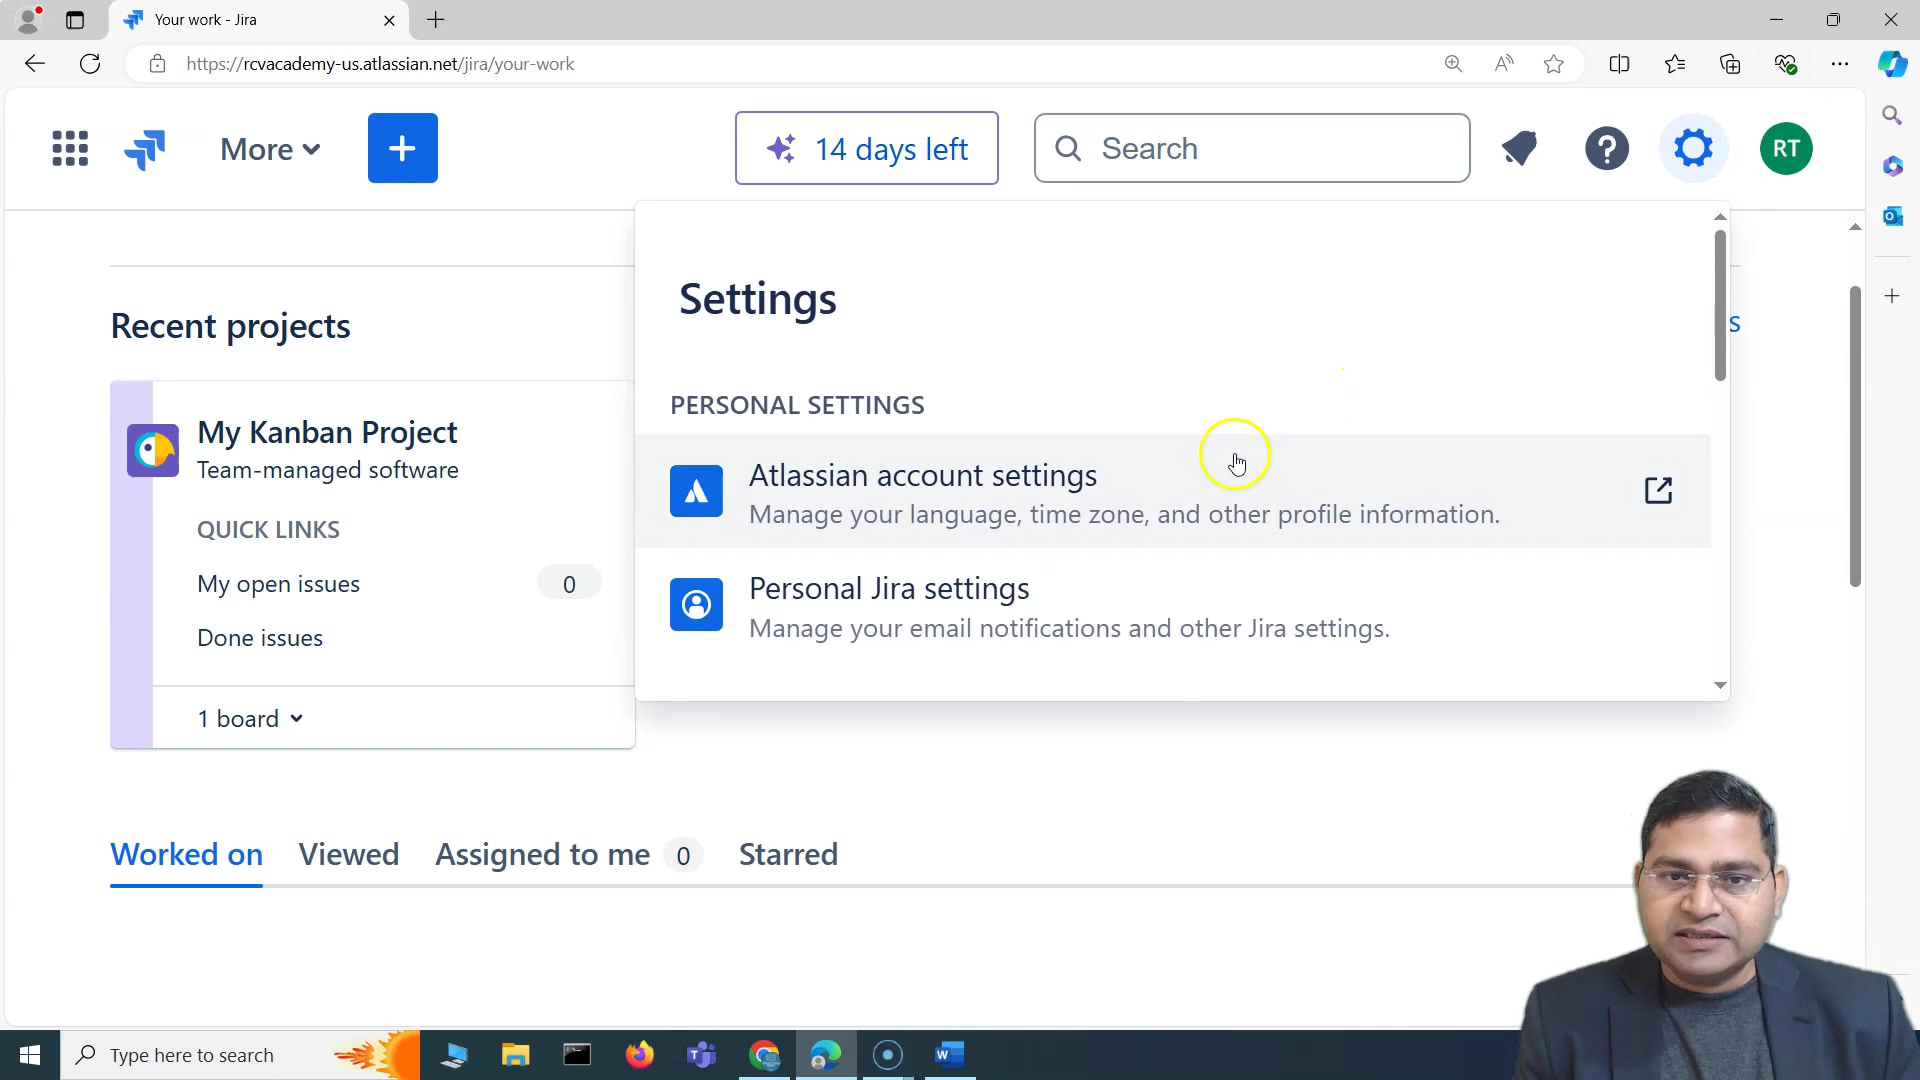 Your work - Jira
https://rcvacademy-us.atlassian.net/jira/your-work
More
14 days left
Search
RT
Settings
Recent projects
s
PERSONAL SETTINGS
My Kanban Project
Team-managed software
Atlassian account settings
Manage your language, time zone, and other profile information.
QUICK LINKS
My open issues 0
Personal Jira settings
Manage your email notifications and other Jira settings.
Done issues
1 board
Worked on Viewed Assigned to me 0 Starred
Type here to search